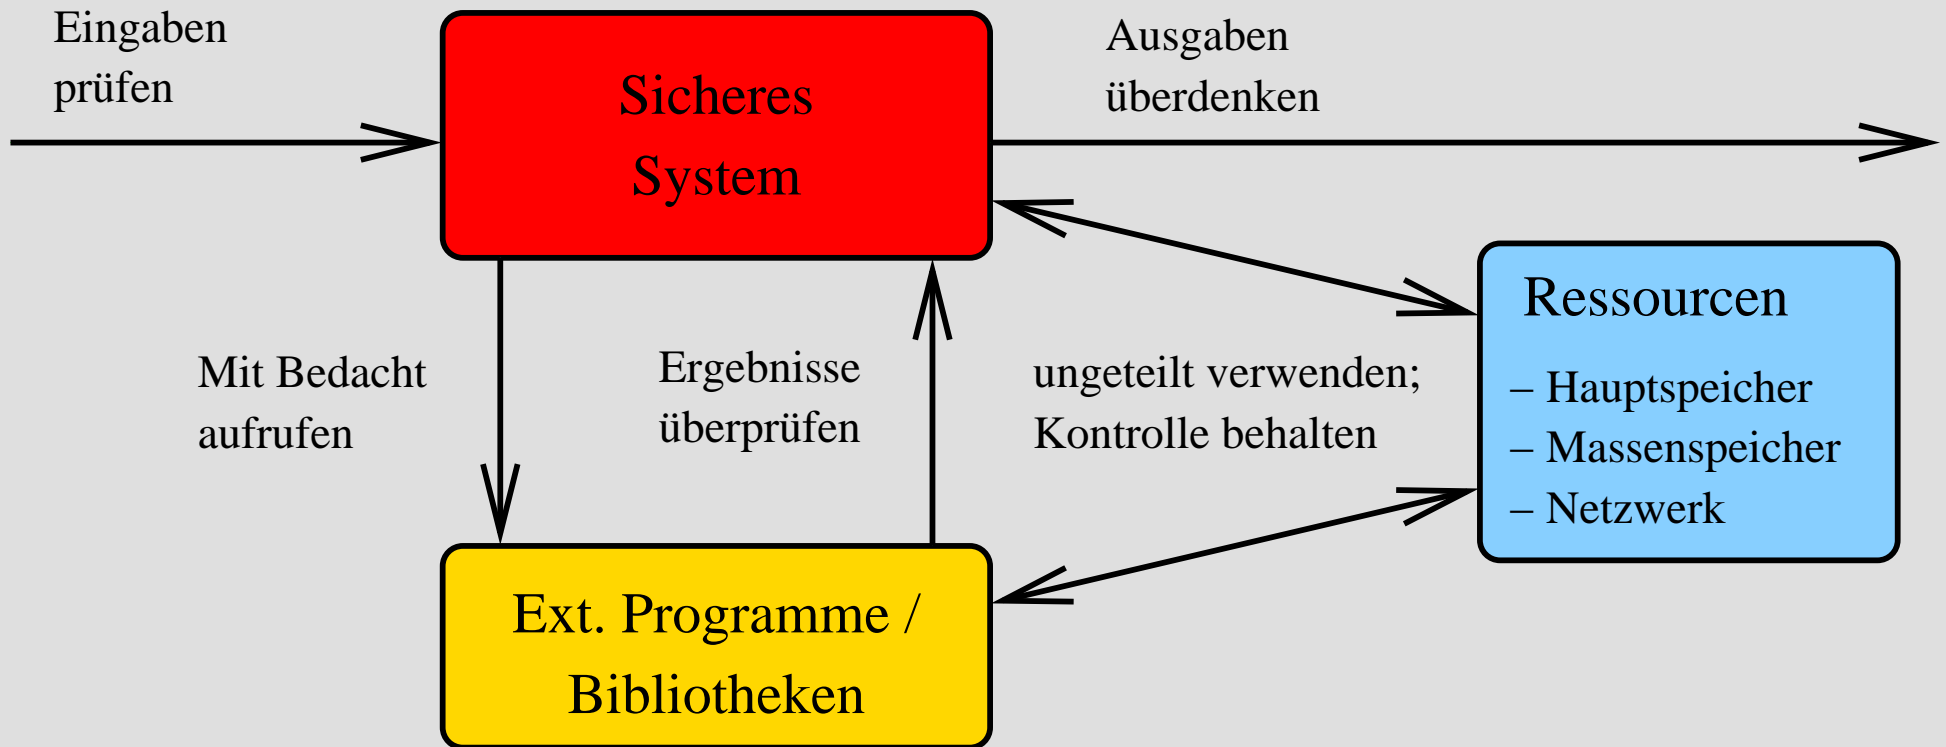 Eingaben
prüfen
Sicheres
System
Ausgaben
überdenken
Mit Bedacht
aufrufen
Ergebnisse
überprüfen
ungeteilt verwenden;
Kontrolle behalten
Ressourcen
– Hauptspeicher
– Massenspeicher
– Netzwerk
Ext. Programme /
Bibliotheken